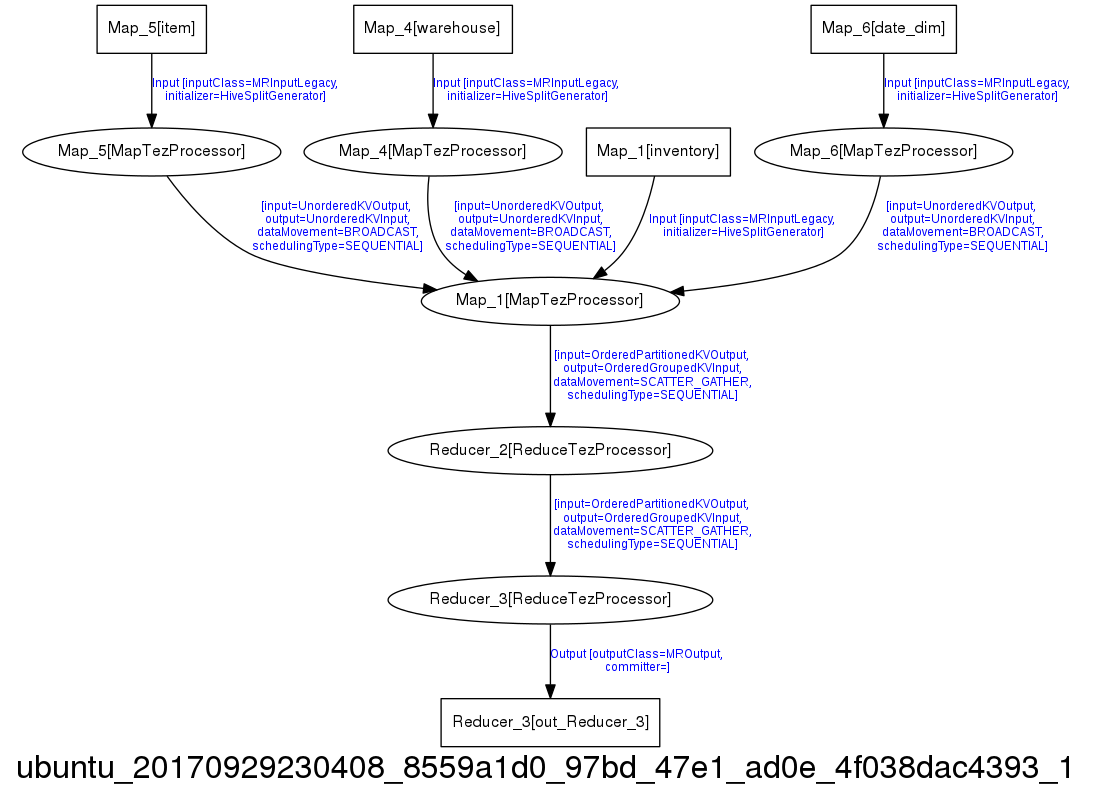 Map_5[item]
Map_4[warehouse]
Map_6[date_dim]
Input [inputClass=MRInputLegacy,
initializer=HiveSplitGenerator]
Input [inputClass=MRInputLegacy,
initializer=HiveSplitGenerator]
Input [inputClass=MRInputLegacy,
initializer=HiveSplitGenerator]
Map_5[MapTezProcessor]
Map_4[MapTezProcessor]
Map_1[inventory]
Map_6[MapTezProcessor]
[input=UnorderedKVOutput,
output=UnorderedKVInput,
dataMovement=BROADCAST,
schedulingType=SEQUENTIAL]
[input=UnorderedKVOutput,
output=UnorderedKVInput,
dataMovement=BROADCAST,
schedulingType=SEQUENTIAL]
Input [inputClass=MRInputLegacy,
initializer=HiveSplitGenerator]
[input=UnorderedKVOutput,
output=UnorderedKVInput,
dataMovement=BROADCAST,
schedulingType=SEQUENTIAL]
Map_1[MapTezProcessor]
[input=OrderedPartitionedKVOutput,
output=OrderedGroupedKVInput,
dataMovement=SCATTER_GATHER,
schedulingType=SEQUENTIAL]
Reducer_2[ReduceTezProcessor]
[input=OrderedPartitionedKVOutput,
output=OrderedGroupedKVInput,
dataMovement=SCATTER_GATHER,
schedulingType=SEQUENTIAL]
Reducer_3[ReduceTezProcessor]
Output [outputClass=MROutput,
committer=]
Reducer_3[out_Reducer_3]
ubuntu_20170929230408_8559a1d0_97bd_47e1_ad0e_4f038dac4393_1